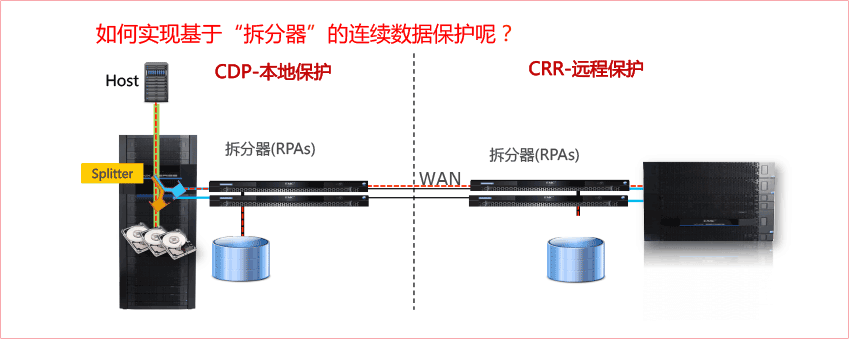 如何实现基于“拆分器”的连续数据保护呢？
CDP-本地保护
CRR-远程保护
Host
拆分器(RPAs)
拆分器(RPAs)
Splitter
WAN